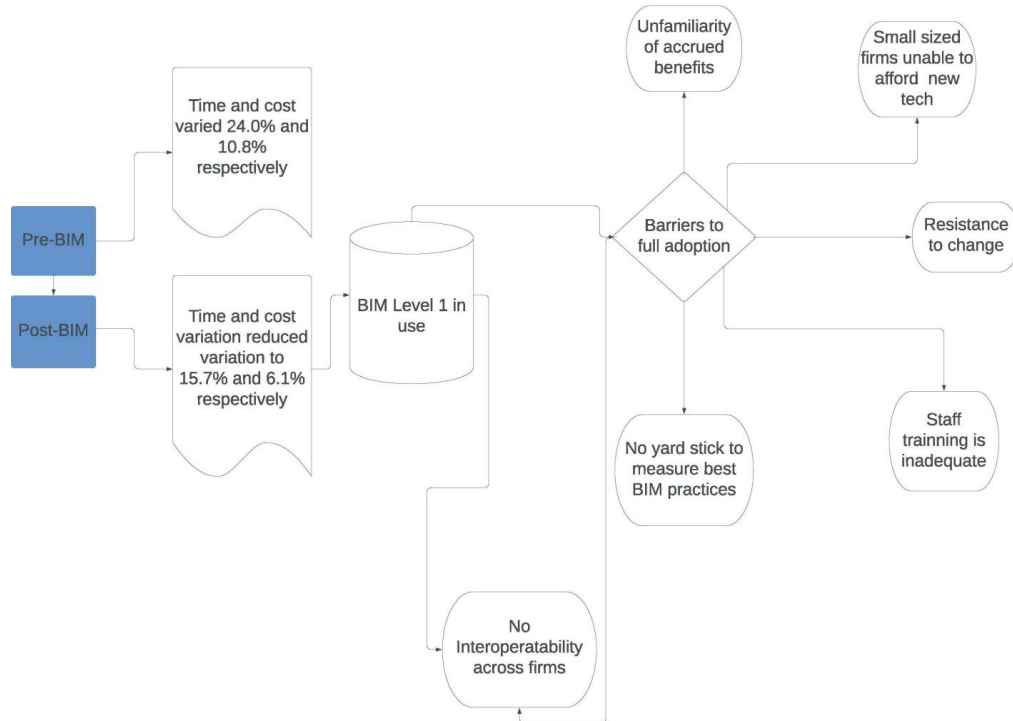 Unfamiliarity
of accrued
benefits
Small sized
firms unable to
afford  new
tech
Time and cost
varied 24.0% and
10.8%
respectively
Pre-BIM
Barriers to
full adoption
Resistance
to change
Post-BIM
Time and cost
variation reduced
variation to
15.7% and 6.1%
respectively
BIM Level 1 in
use
No yard stick to
measure best
BIM practices
Staff
trainning is
inadequate
No
Interoperatability
across firms